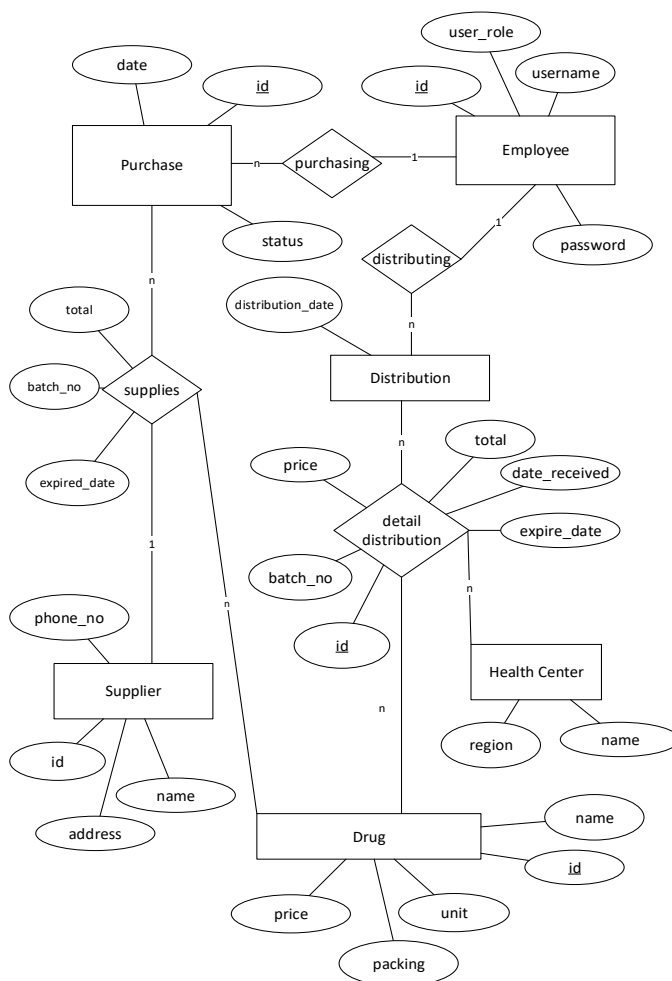 user_role
date
id
id
username
Purchase
n
purchasing
1
Employee
status
1
password
distributing
n
distribution_date
n
total
Distribution
batch_no
supplies
n
total
price
date_received
expired_date
detail
distribution
expire_date
1
batch_no
n
n
phone_no
id
Supplier
Health Center
n
id
region
name
name
address
name
Drug
id
price
unit
packing